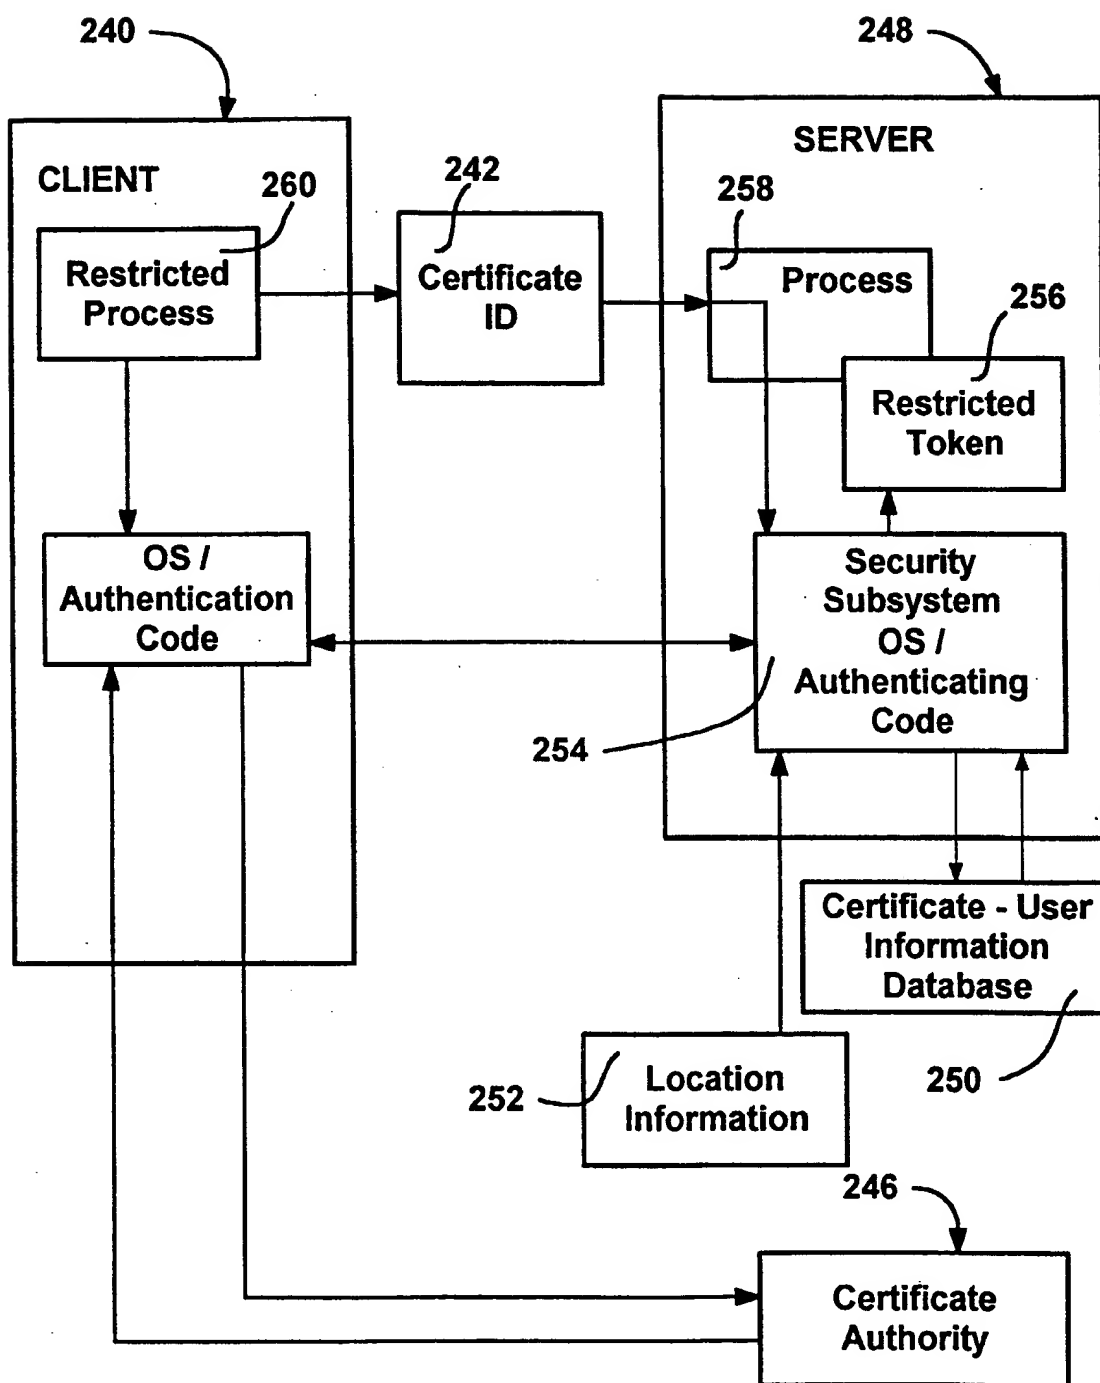 240
248
CLIENT
SERVER
260
242
258
Restricted
Process
Certificate
ID
Process
256
Restricted
Token
OS /
Authentication
Code
Security
Subsystem
OS /
Authenticating
Code
254
Certificate - User
Information
Database
250
252
Location
Information
246
Certificate
Authority